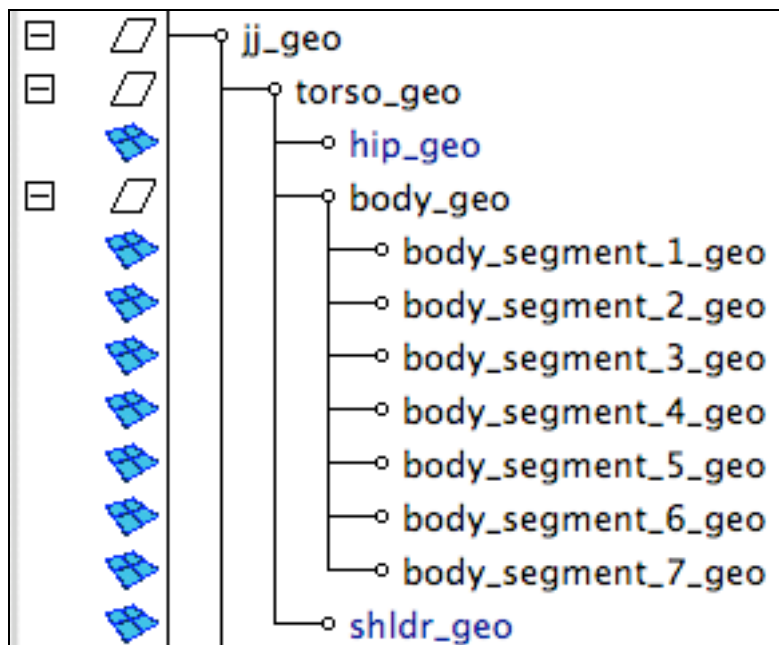 jj_geo
torso_geo
hip_geo
body_geo
body_segment_1_geo
body_segment_2_geo
body_segment_3_geo
body_segment_4_geo
body_segment_5_geo
body_segment_6_geo
body_segment_7_geo
shldr_geo